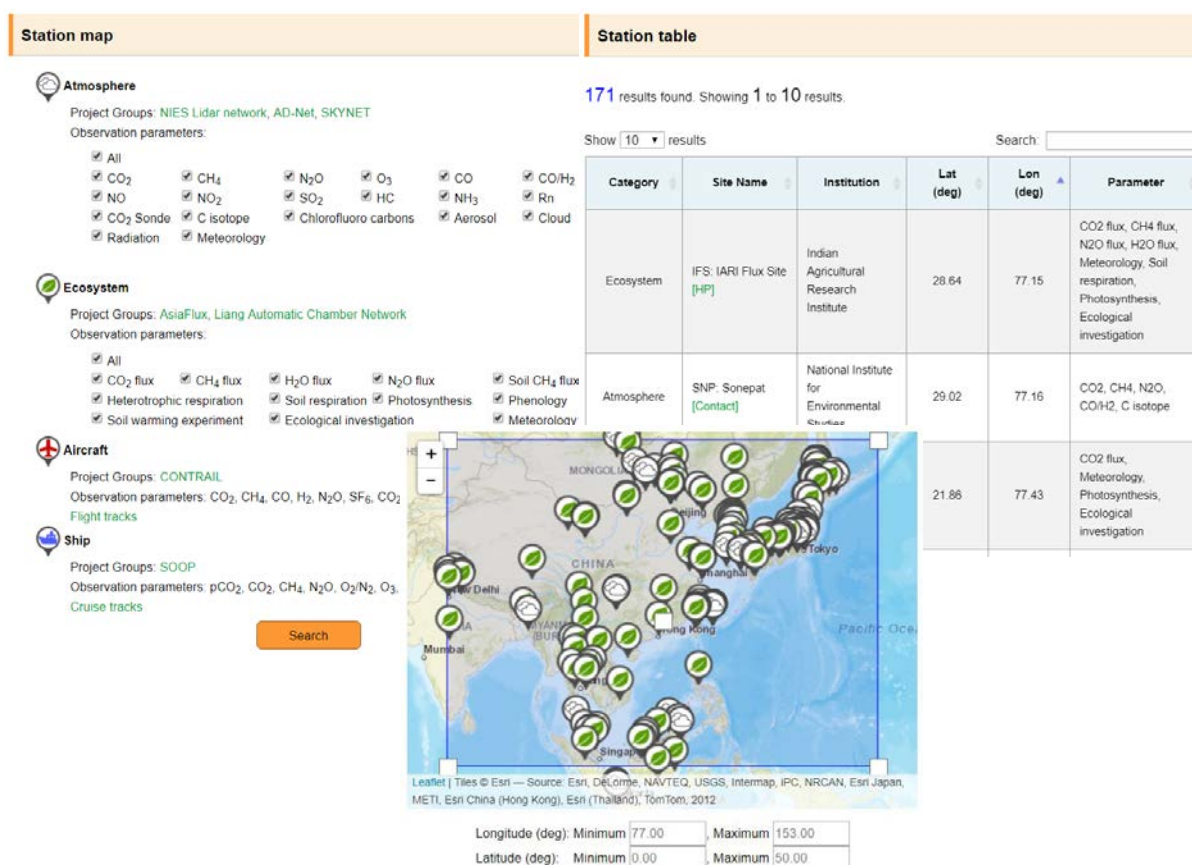 Station map
Atmosphere
Project Groups: NIES Lidar network, AD-Net, SKYNET
Observation parameters:
All
CO2 CH4 N2O O3 CO CO/H2
NO NO2 SO2 HC NH3 Rn
CO2 Sonde C isotope Chlorofluoro carbons Aerosol Cloud
Radiation Meteorology
Ecosystem
Project Groups: AsiaFlux, Liang Automatic Chamber Network
Observation parameters:
All
CO2 flux CH4 flux H2O flux N2O flux Soil CH4 flux
Heterotrophic respiration Soil respiration Photosynthesis Phenology
Soil warming experiment Ecological investigation Meteorology
Aircraft
Project Groups: CONTRAIL
Observation parameters: CO2, CH4, CO, H2, N2O, SF6, CO2
Flight tracks
Ship
Project Groups: SOOP
Observation parameters: pCO2, CO2, CH4, N2O, O2/N2, O3,
Cruise tracks
Search
Station table
171 results found. Showing 1 to 10 results.
Show 10 results Search:
Category Site Name Institution Lat (deg) Lon (deg) Parameter
Ecosystem
IFS: IARI Flux Site
[HP]
Indian
Agricultural
Research
Institute
28.64
77.15
CO2 flux, CH4 flux,
N2O flux, H2O flux,
Meteorology, Soil
respiration,
Photosynthesis,
Ecological
investigation
Atmosphere
SNP: Sonepat
[Contact]
National Institute
for
Environmental
Studies
29.02
77.16
CO2, CH4, N2O,
CO/H2, C isotope
21.86
77.43
CO2 flux,
Meteorology,
Photosynthesis,
Ecological
investigation
+
−
MONGOLIA
Beijing
Tokyo
CHINA
Shanghai
New Delhi
Hong Kong
Pacific Ocea
Mumbai
Singap
Leaflet | Tiles © Esri — Source: Esri, DeLorme, NAVTEQ, USGS, Intermap, iPC, NRCAN, Esri Japan,
METI, Esri China (Hong Kong), Esri (Thailand), TomTom, 2012
Longitude (deg): Minimum 77.00 , Maximum 153.00
Latitude (deg): Minimum 0.00 , Maximum 50.00